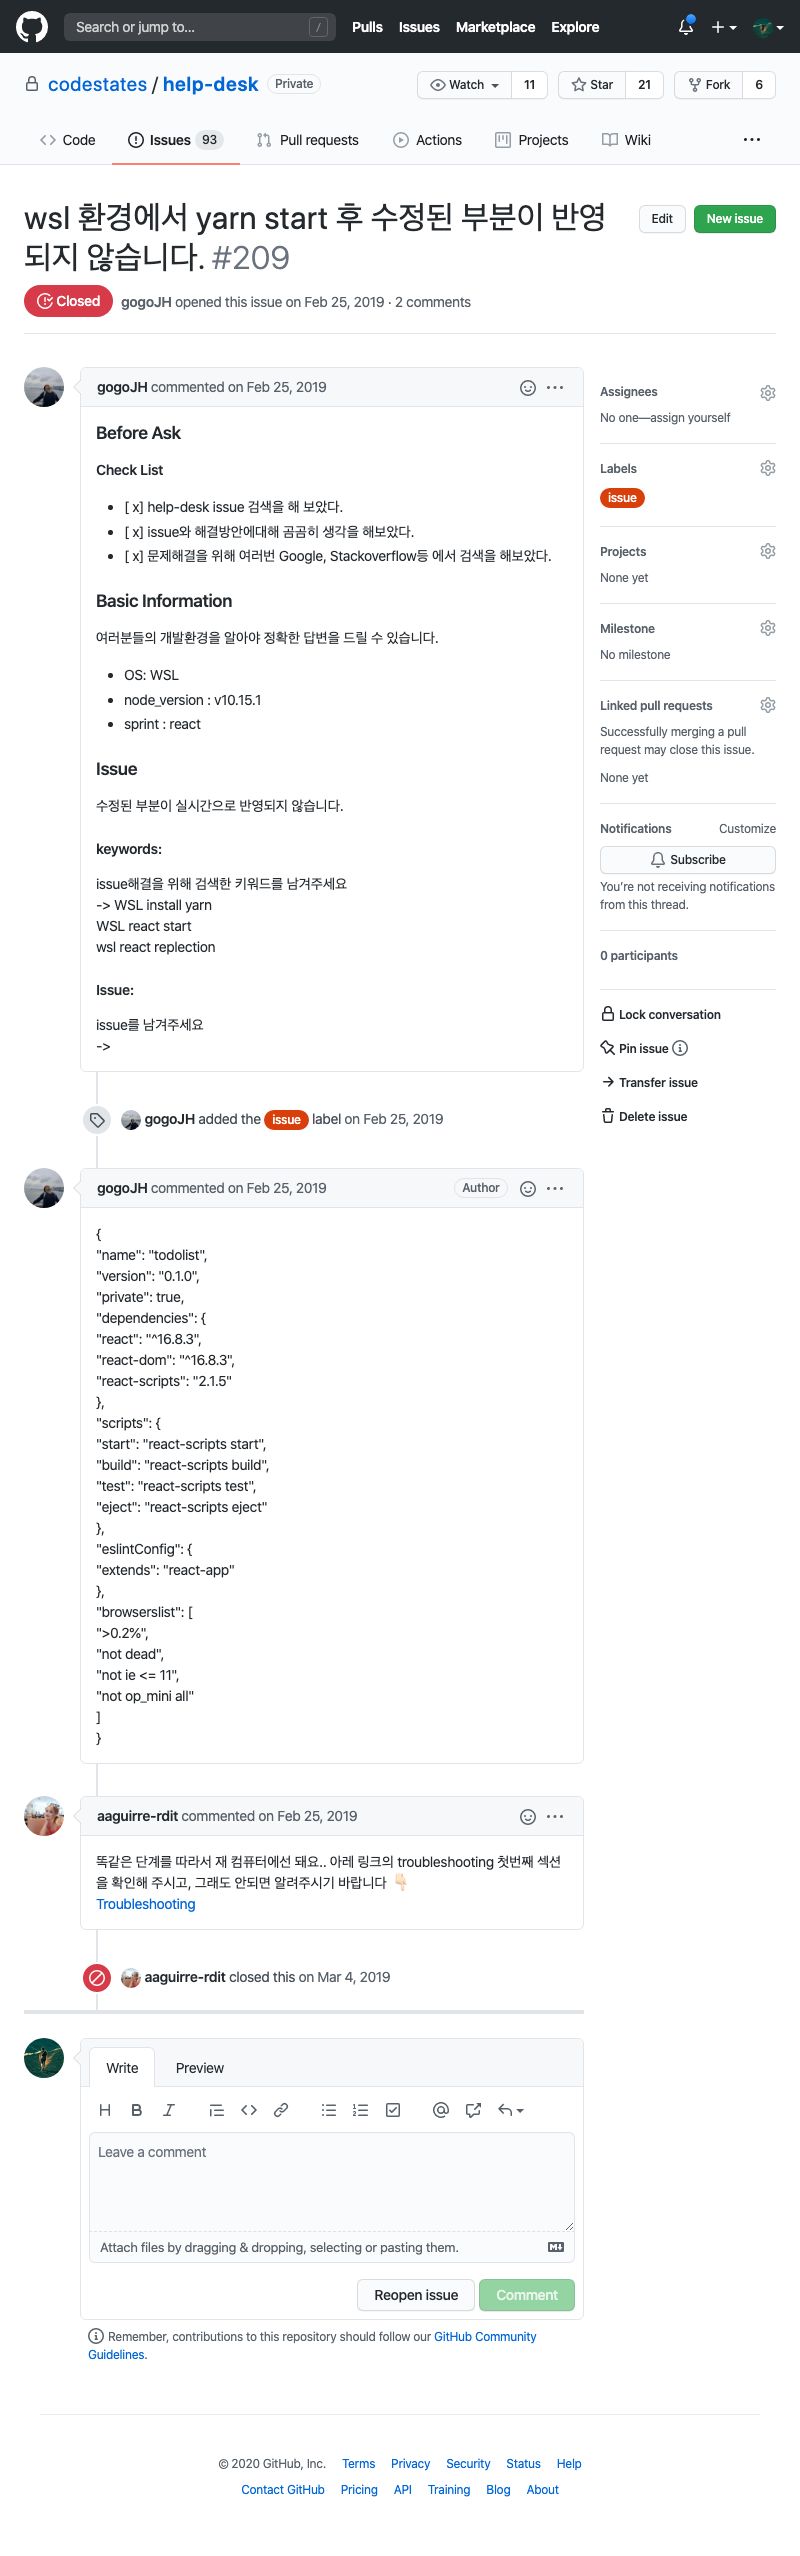 Search or jump to... /
Pulls Issues Marketplace Explore
codestates / help-desk Private
Watch 11 Star 21 Fork 6
Code Issues 93 Pull requests Actions Projects Wiki ...
wsl 환경에서 yarn start 후 수정된 부분이 반영
되지 않습니다. #209
Edit New issue
Closed gogoJH opened this issue on Feb 25, 2019 · 2 comments
gogoJH commented on Feb 25, 2019
Before Ask
Check List
• [ x] help-desk issue 검색을 해 보았다.
• [ x] issue와 해결방안에대해 곰곰히 생각을 해보았다.
• [ x] 문제해결을 위해 여러번 Google, Stackoverflow등 에서 검색을 해보았다.
Basic Information
여러분들의 개발환경을 알아야 정확한 답변을 드릴 수 있습니다.
• OS: WSL
• node_version : v10.15.1
• sprint : react
Issue
수정된 부분이 실시간으로 반영되지 않습니다.
keywords:
issue해결을 위해 검색한 키워드를 남겨주세요
-> WSL install yarn
WSL react start
wsl react replection
Issue:
issue를 남겨주세요
->
gogoJH added the issue label on Feb 25, 2019
gogoJH commented on Feb 25, 2019 Author
{
"name": "todolist",
"version": "0.1.0",
"private": true,
"dependencies": {
"react": "^16.8.3",
"react-dom": "^16.8.3",
"react-scripts": "2.1.5"
},
"scripts": {
"start": "react-scripts start",
"build": "react-scripts build",
"test": "react-scripts test",
"eject": "react-scripts eject"
},
"eslintConfig": {
"extends": "react-app"
},
"browserslist": [
">0.2%",
"not dead",
"not ie <= 11",
"not op_mini all"
]
}
aaguirre-rdit commented on Feb 25, 2019
똑같은 단계를 따라서 재 컴퓨터에선 돼요.. 아레 링크의 troubleshooting 첫번째 섹션
을 확인해 주시고, 그래도 안되면 알려주시기 바랍니다 👇🏻
Troubleshooting
aaguirre-rdit closed this on Mar 4, 2019
Write Preview
Leave a comment
Attach files by dragging & dropping, selecting or pasting them.
Reopen issue Comment
Remember, contributions to this repository should follow our GitHub Community
Guidelines.
Assignees
No one—assign yourself
Labels
issue
Projects
None yet
Milestone
No milestone
Linked pull requests
Successfully merging a pull
request may close this issue.
None yet
Notifications Customize
Subscribe
You're not receiving notifications
from this thread.
0 participants
Lock conversation
Pin issue
Transfer issue
Delete issue
© 2020 GitHub, Inc. Terms Privacy Security Status Help
Contact GitHub Pricing API Training Blog About